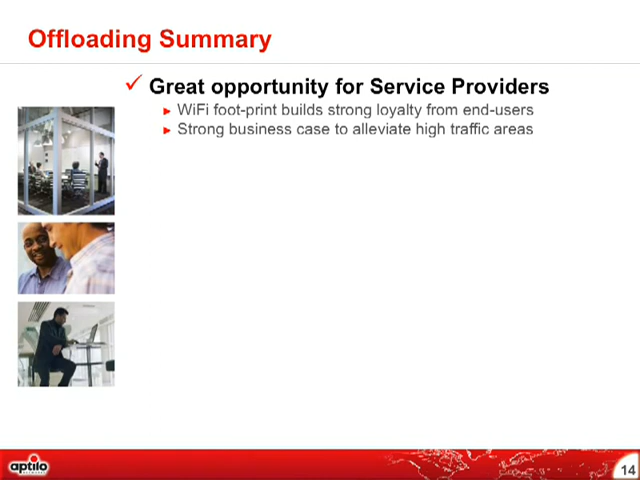 Offloading Summary
Great opportunity for Service Providers
WiFi foot-print builds strong loyalty from end-users
Strong business case to alleviate high traffic areas
aptilo
14